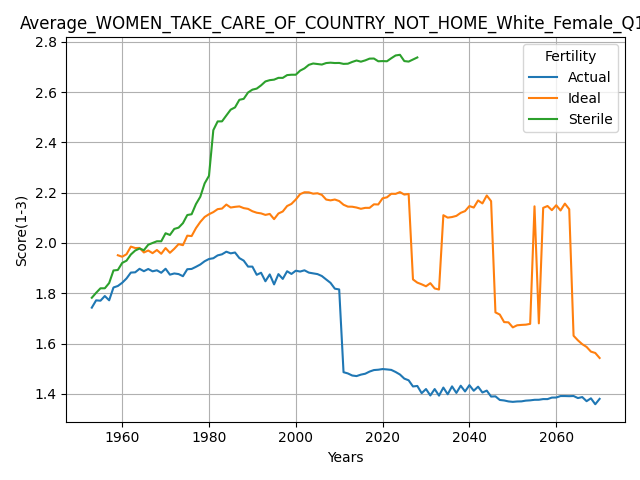 Average_WOMEN_TAKE_CARE_OF_COUNTRY_NOT_HOME_White_Female_Q1
Fertility
Actual
Ideal
Sterile
Score(1-3)
2.8
2.6
2.4
2.2
2.0
1.8
1.6
1.4
1960 1980 2000 2020 2040 2060
Years